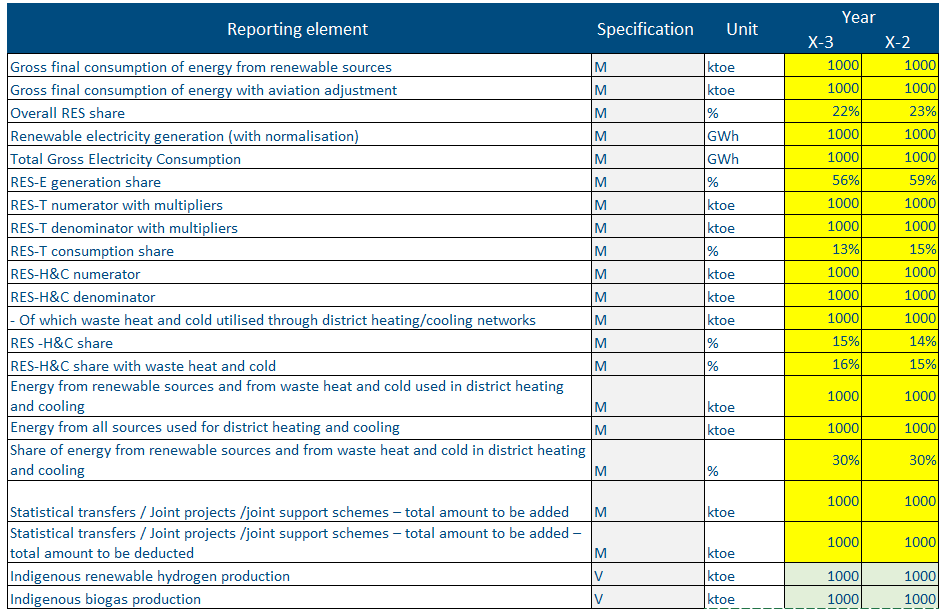 Reporting element Specification Unit Year
X-3 X-2
Gross final consumption of energy from renewable sources M ktoe 1000 1000
Gross final consumption of energy with aviation adjustment M ktoe 1000 1000
Overall RES share M % 22% 23%
Renewable electricity generation (with normalisation) M GWh 1000 1000
Total Gross Electricity Consumption M GWh 1000 1000
RES-E generation share M % 56% 59%
RES-T numerator with multipliers M ktoe 1000 1000
RES-T denominator with multipliers M ktoe 1000 1000
RES-T consumption share M % 13% 15%
RES-H&C numerator M ktoe 1000 1000
RES-H&C denominator M ktoe 1000 1000
- Of which waste heat and cold utilised through district heating/cooling networks M ktoe 1000 1000
RES -H&C share M % 15% 14%
RES-H&C share with waste heat and cold M % 16% 15%
Energy from renewable sources and from waste heat and cold used in district heating
and cooling M ktoe 1000 1000
Energy from all sources used for district heating and cooling M ktoe 1000 1000
Share of energy from renewable sources and from waste heat and cold in district heating
and cooling M % 30% 30%
Statistical transfers / Joint projects /joint support schemes – total amount to be added M ktoe 1000 1000
Statistical transfers / Joint projects /joint support schemes – total amount to be added –
total amount to be deducted M ktoe 1000 1000
Indigenous renewable hydrogen production V ktoe 1000 1000
Indigenous biogas production V ktoe 1000 1000